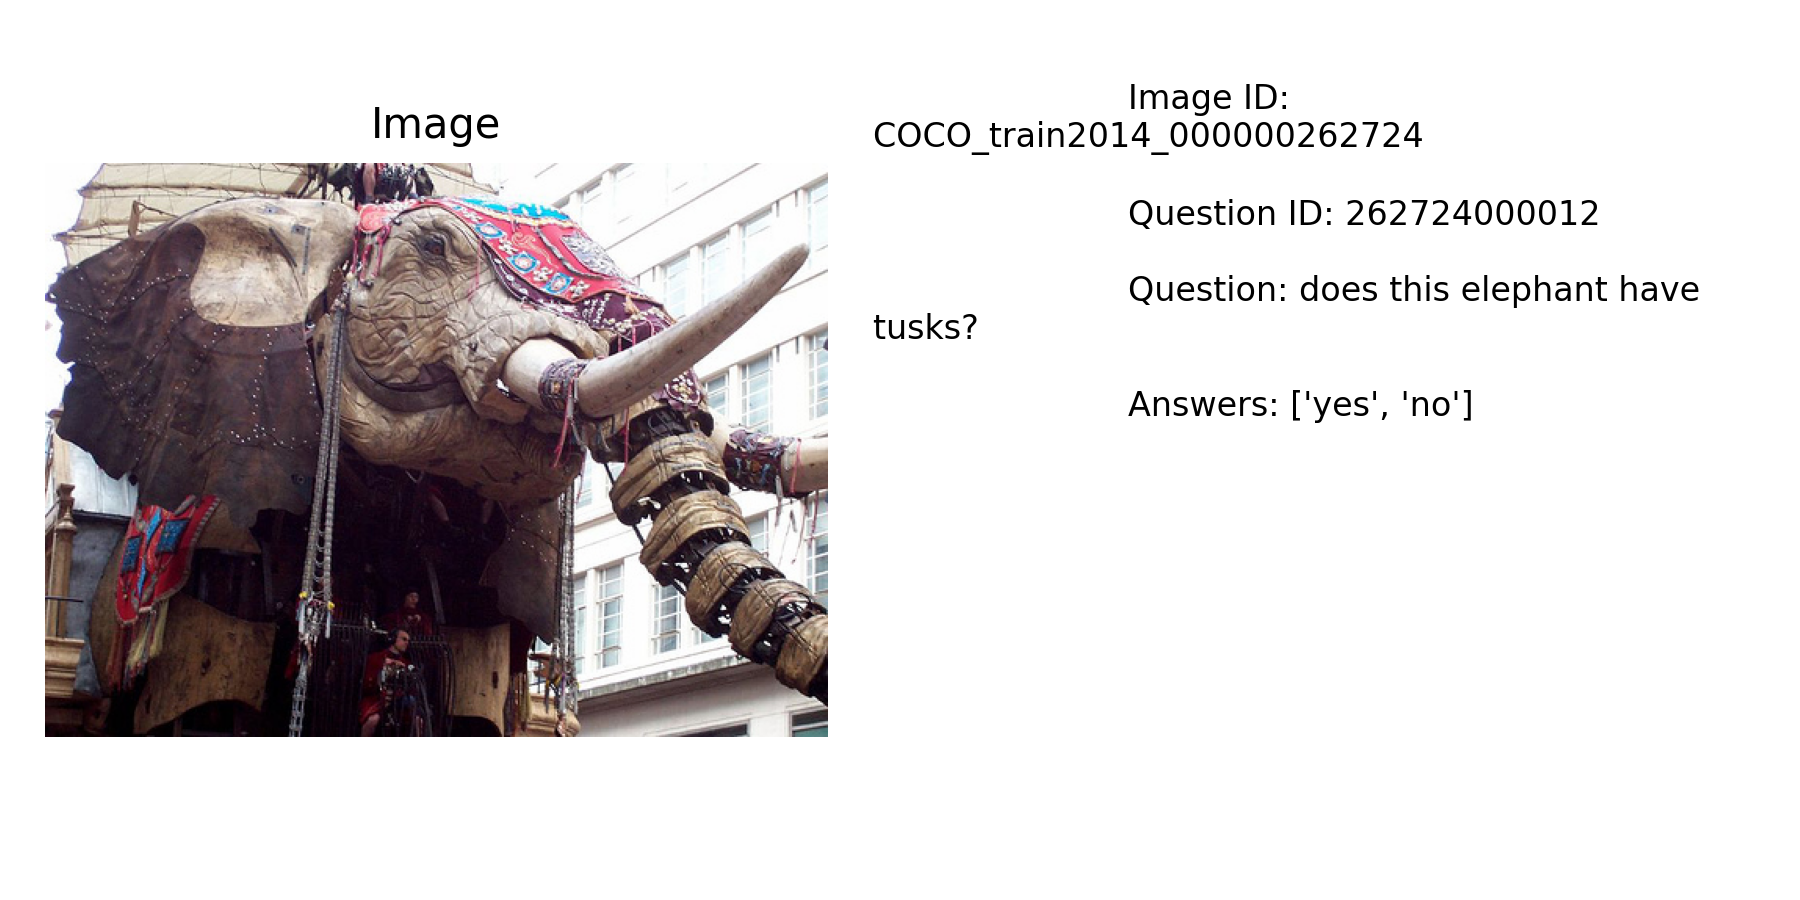 Image
Image ID:
COCO_train2014_000000262724
Question ID: 262724000012
Question: does this elephant have
tusks?
Answers: ['yes', 'no']